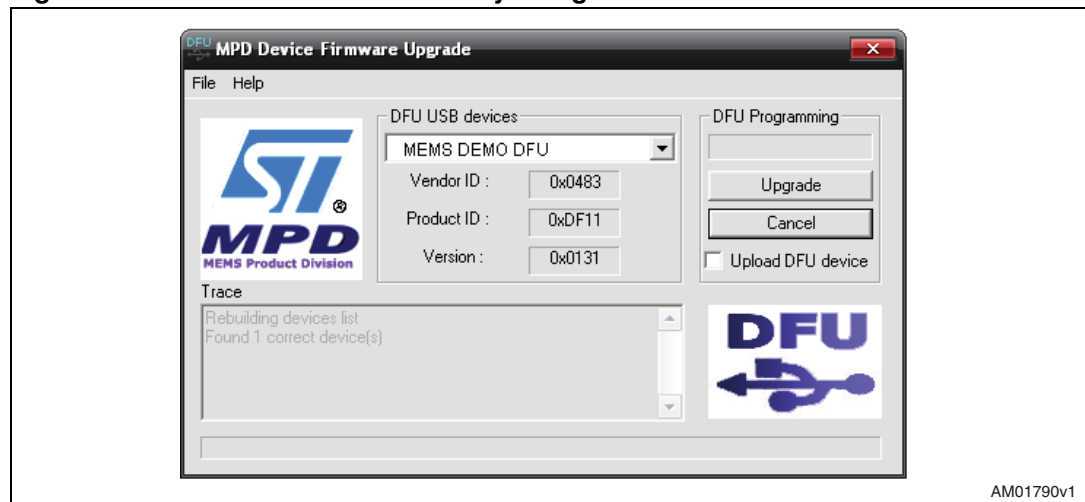 DFU MPD Device Firmware Upgrade
File Help
DFU USB devices
MEMS DEMO DFU
Vendor ID : 0x0483
Product ID : 0xDF11
Version : 0x0131
DFU Programming
Upgrade
Cancel
Upload DFU device
ST®
MPD
MEMS Product Division
Trace
Rebuilding devices list
Found 1 correct device(s)
DFU
AM01790v1